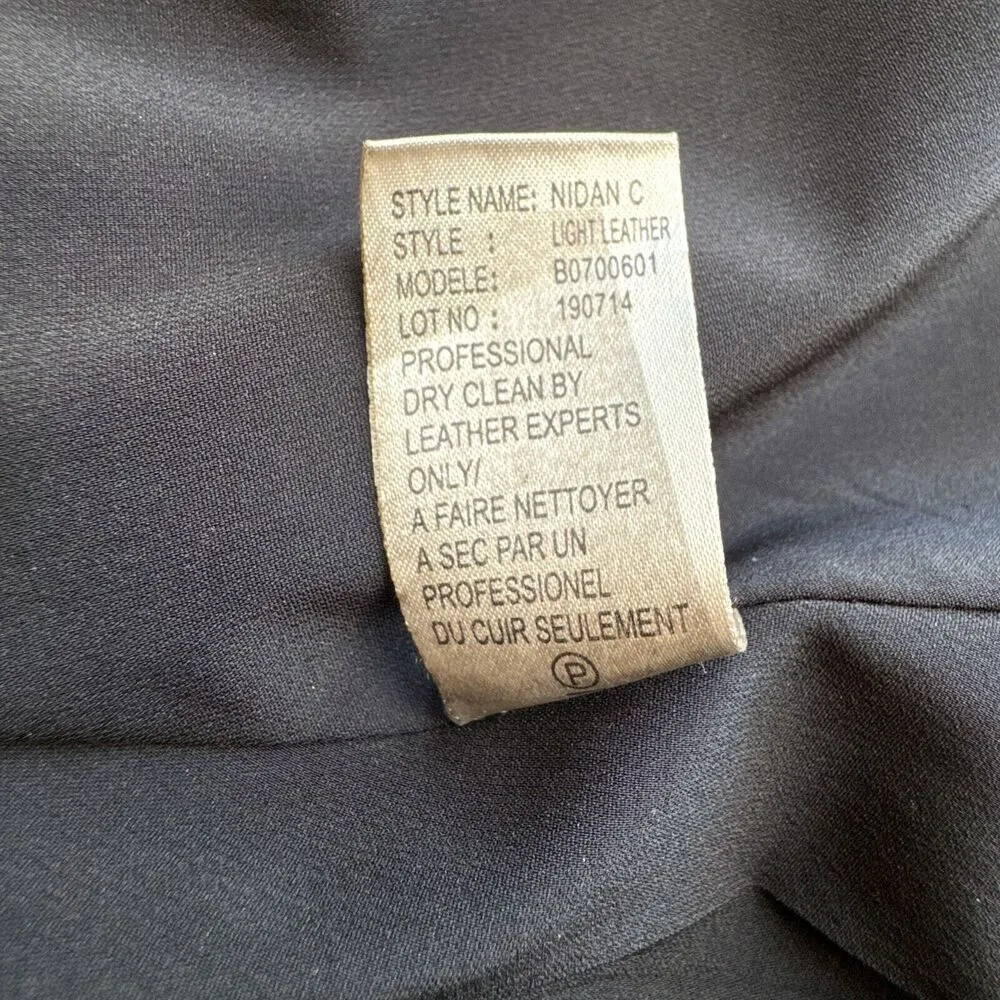 STYLE NAME: NIDAN C
STYLE : LIGHT LEATHER
MODELE: B0700601
LOT NO : 190714
PROFESSIONAL
DRY CLEAN BY
LEATHER EXPERTS
ONLY/
A FAIRE NETTOYER
A SEC PAR UN
PROFESSIONEL
DU CUIR SEULEMENT
P